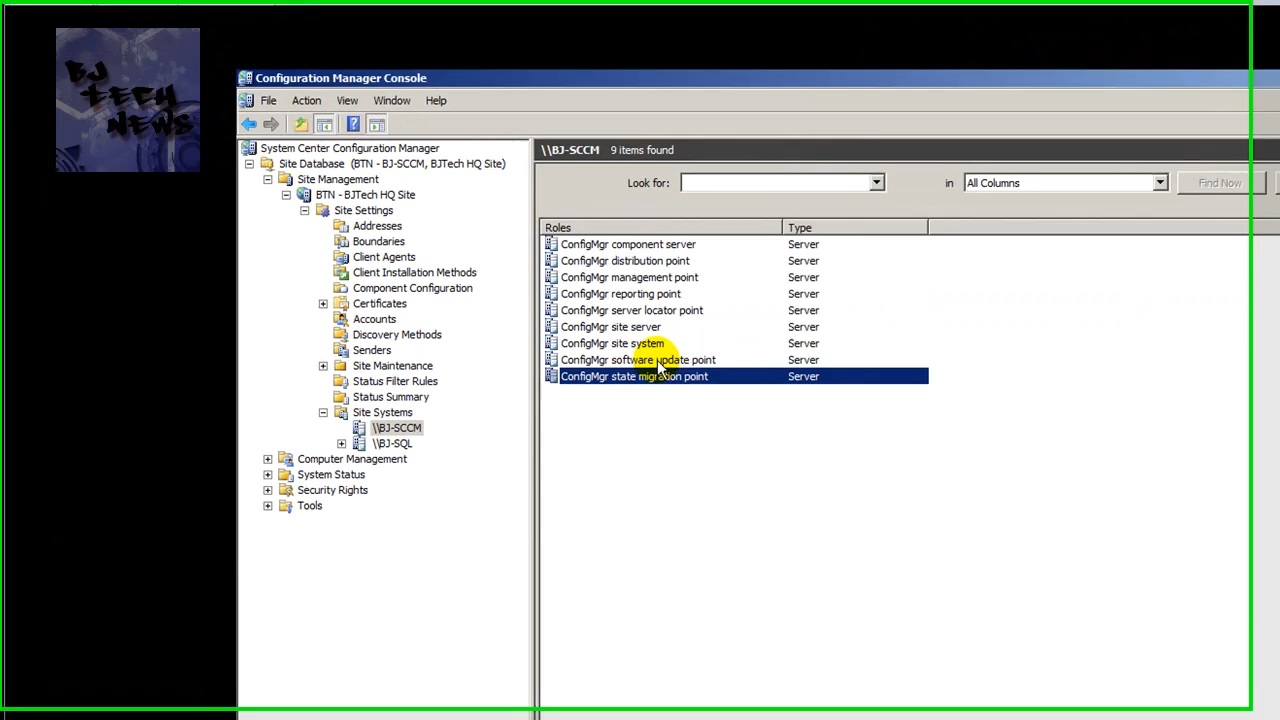 BJ
TECH
NEWS
Configuration Manager Console
File Action View Window Help
System Center Configuration Manager
Site Database (BTN - BJ-SCCM, BJTech HQ Site)
Site Management
BTN - BJTech HQ Site
Site Settings
Addresses
Boundaries
Client Agents
Client Installation Methods
Component Configuration
Certificates
Accounts
Discovery Methods
Senders
Site Maintenance
Status Filter Rules
Status Summary
Site Systems
\\BJ-SCCM
\\BJ-SQL
Computer Management
System Status
Security Rights
Tools
\\BJ-SCCM 9 items found
Look for: in All Columns Find Now
Roles Type
ConfigMgr component server Server
ConfigMgr distribution point Server
ConfigMgr management point Server
ConfigMgr reporting point Server
ConfigMgr server locator point Server
ConfigMgr site server Server
ConfigMgr site system Server
ConfigMgr software update point Server
ConfigMgr state migration point Server